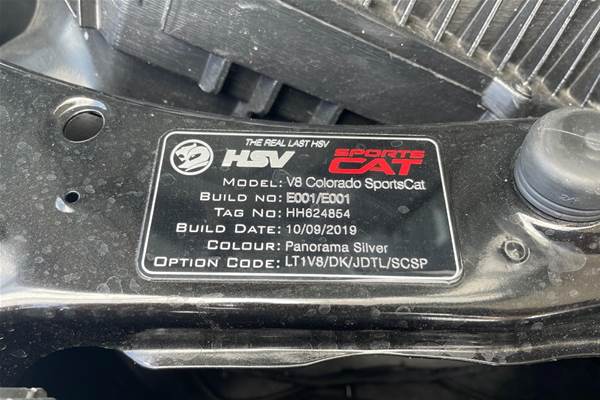 THE REAL LAST HSV
HSV SPORTS CAT
MODEL: V8 Colorado SportsCat
BUILD NO: E001/E001
TAG NO: HH624854
BUILD DATE: 10/09/2019
COLOUR: Panorama Silver
OPTION CODE: LT1V8/DK/JDTL/SCSP